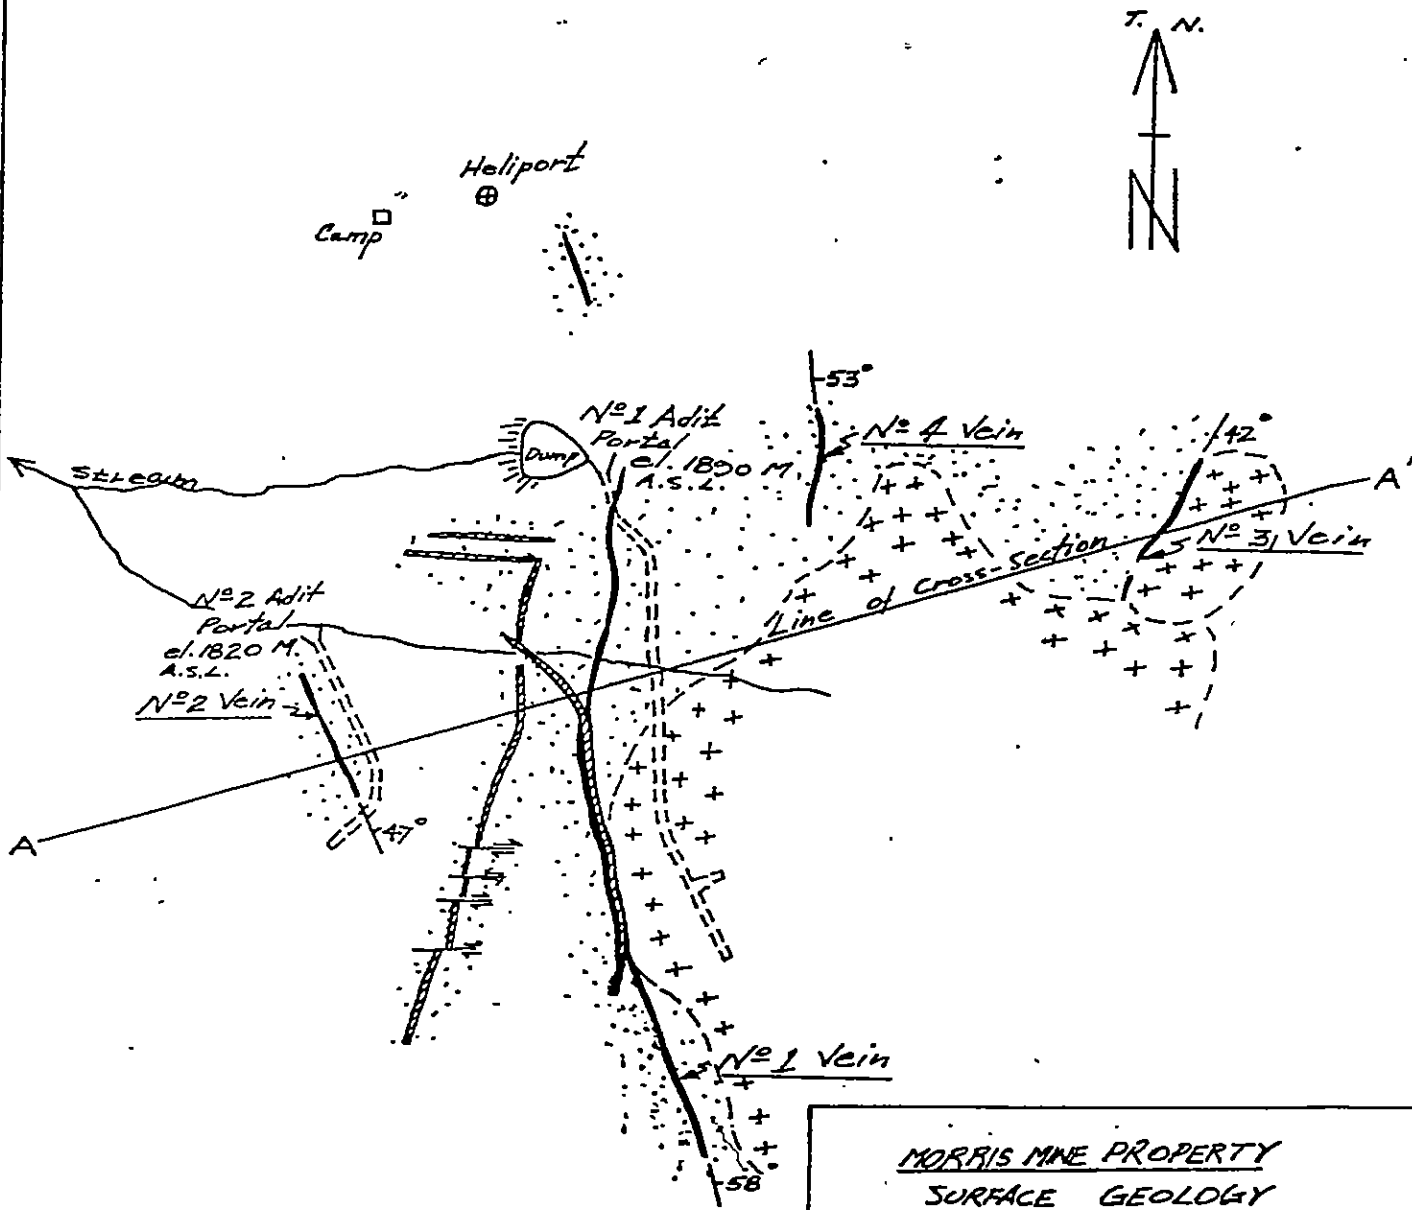 T. N.
N
Heliport
Camp
53°
Nº 1 Adit
Portal
el. 1890 M
A.S.L.
Dump
Nº 4 Vein
42°
A'
Stream
Nº 3, Vein
Line of Cross-Section
Nº 2 Adit
Portal
el. 1820 M.
A.S.L.
Nº 2 Vein
47°
A
Nº 1 Vein
58°
MORRIS MINE PROPERTY
SURFACE GEOLOGY